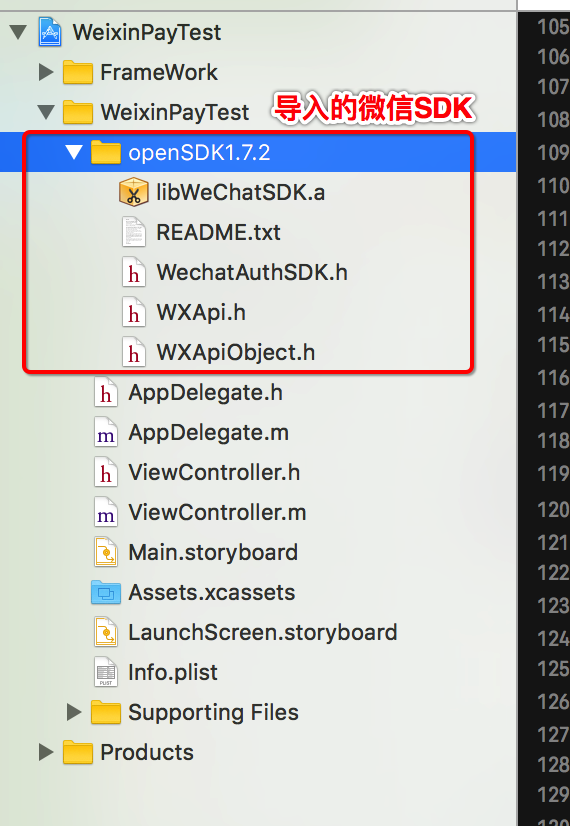 WeixinPayTest
FrameWork
WeixinPayTest 导入的微信SDK
openSDK1.7.2
libWeChatSDK.a
README.txt
h WechatAuthSDK.h
h WXApi.h
h WXApiObject.h
h AppDelegate.h
m AppDelegate.m
h ViewController.h
m ViewController.m
Main.storyboard
Assets.xcassets
LaunchScreen.storyboard
PLIST Info.plist
Supporting Files
Products
105
106
107
108
109
110
111
112
113
114
115
116
117
118
119
120
121
122
123
124
125
126
127
128
129